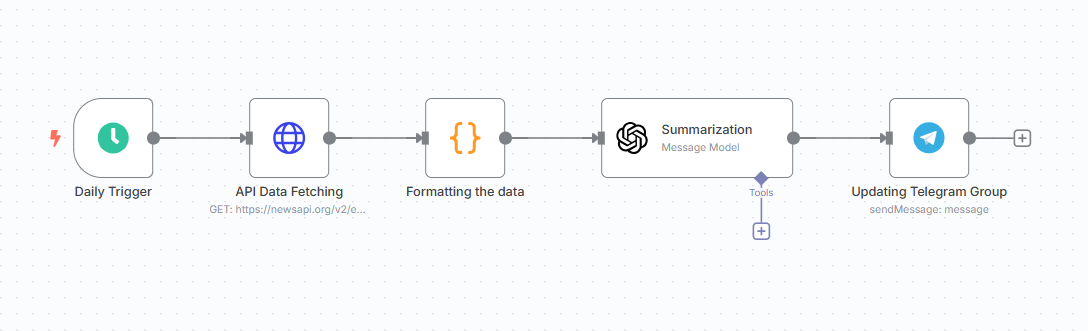 Daily Trigger
API Data Fetching
GET: https://newsapi.org/v2/e...
Formatting the data
Summarization
Message Model
Tools
Updating Telegram Group
sendMessage: message